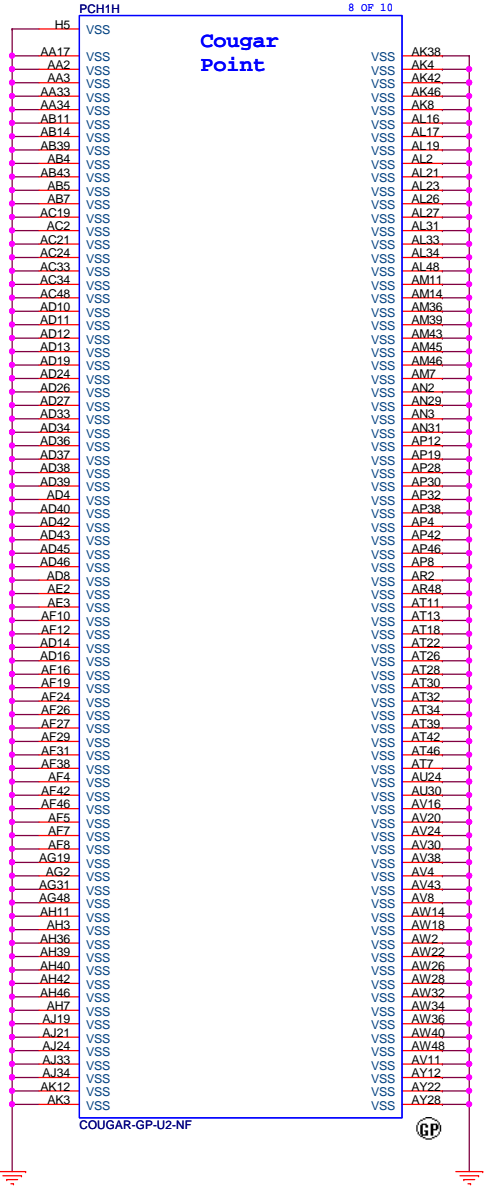 PCH1H
8 OF 10
Cougar
Point
H5 VSS
AA17 VSS VSS AK38
AA2 VSS VSS AK4
AA3 VSS VSS AK42
AA33 VSS VSS AK46
AA34 VSS VSS AK8
AB11 VSS VSS AL16
AB14 VSS VSS AL17
AB39 VSS VSS AL19
AB4 VSS VSS AL2
AB43 VSS VSS AL21
AB5 VSS VSS AL23
AB7 VSS VSS AL26
AC19 VSS VSS AL27
AC2 VSS VSS AL31
AC21 VSS VSS AL33
AC24 VSS VSS AL34
AC33 VSS VSS AL48
AC34 VSS VSS AM11
AC48 VSS VSS AM14
AD10 VSS VSS AM36
AD11 VSS VSS AM39
AD12 VSS VSS AM43
AD13 VSS VSS AM45
AD19 VSS VSS AM46
AD24 VSS VSS AM7
AD26 VSS VSS AN2
AD27 VSS VSS AN29
AD33 VSS VSS AN3
AD34 VSS VSS AN31
AD36 VSS VSS AP12
AD37 VSS VSS AP19
AD38 VSS VSS AP28
AD39 VSS VSS AP30
AD4 VSS VSS AP32
AD40 VSS VSS AP38
AD42 VSS VSS AP4
AD43 VSS VSS AP42
AD45 VSS VSS AP46
AD46 VSS VSS AP8
AD8 VSS VSS AR2
AE2 VSS VSS AR48
AE3 VSS VSS AT11
AF10 VSS VSS AT13
AF12 VSS VSS AT18
AD14 VSS VSS AT22
AD16 VSS VSS AT26
AF16 VSS VSS AT28
AF19 VSS VSS AT30
AF24 VSS VSS AT32
AF26 VSS VSS AT34
AF27 VSS VSS AT39
AF29 VSS VSS AT42
AF31 VSS VSS AT46
AF38 VSS VSS AT7
AF4 VSS VSS AU24
AF42 VSS VSS AU30
AF46 VSS VSS AV16
AF5 VSS VSS AV20
AF7 VSS VSS AV24
AF8 VSS VSS AV30
AG19 VSS VSS AV38
AG2 VSS VSS AV4
AG31 VSS VSS AV43
AG48 VSS VSS AV8
AH11 VSS VSS AW14
AH3 VSS VSS AW18
AH36 VSS VSS AW2
AH39 VSS VSS AW22
AH40 VSS VSS AW26
AH42 VSS VSS AW28
AH46 VSS VSS AW32
AH7 VSS VSS AW34
AJ19 VSS VSS AW36
AJ21 VSS VSS AW40
AJ24 VSS VSS AW48
AJ33 VSS VSS AV11
AJ34 VSS VSS AY12
AK12 VSS VSS AY22
AK3 VSS VSS AY28
COUGAR-GP-U2-NF
GP